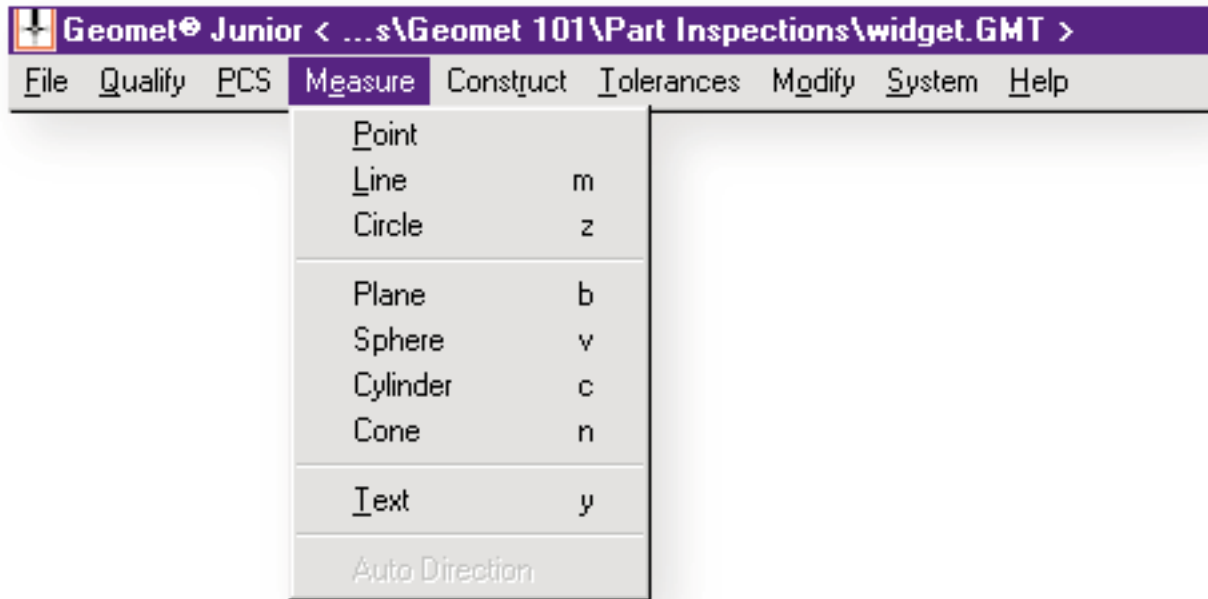 Geomet® Junior < ...s\Geomet 101\Part Inspections\widget.GMT >
File Qualify PCS Measure Construct Tolerances Modify System Help
Point
Line m
Circle z
Plane b
Sphere v
Cylinder c
Cone n
Text y
Auto Direction